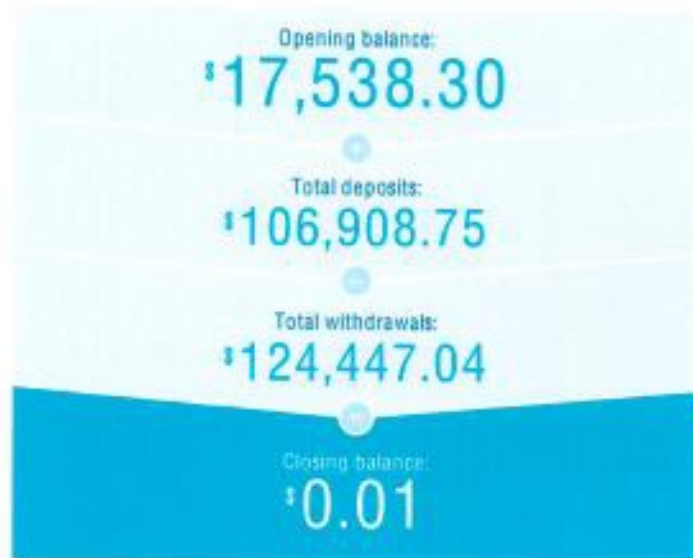 Opening balance:
$17,538.30
+
Total deposits:
$106,908.75
−
Total withdrawals:
$124,447.04
=
Closing balance:
$0.01